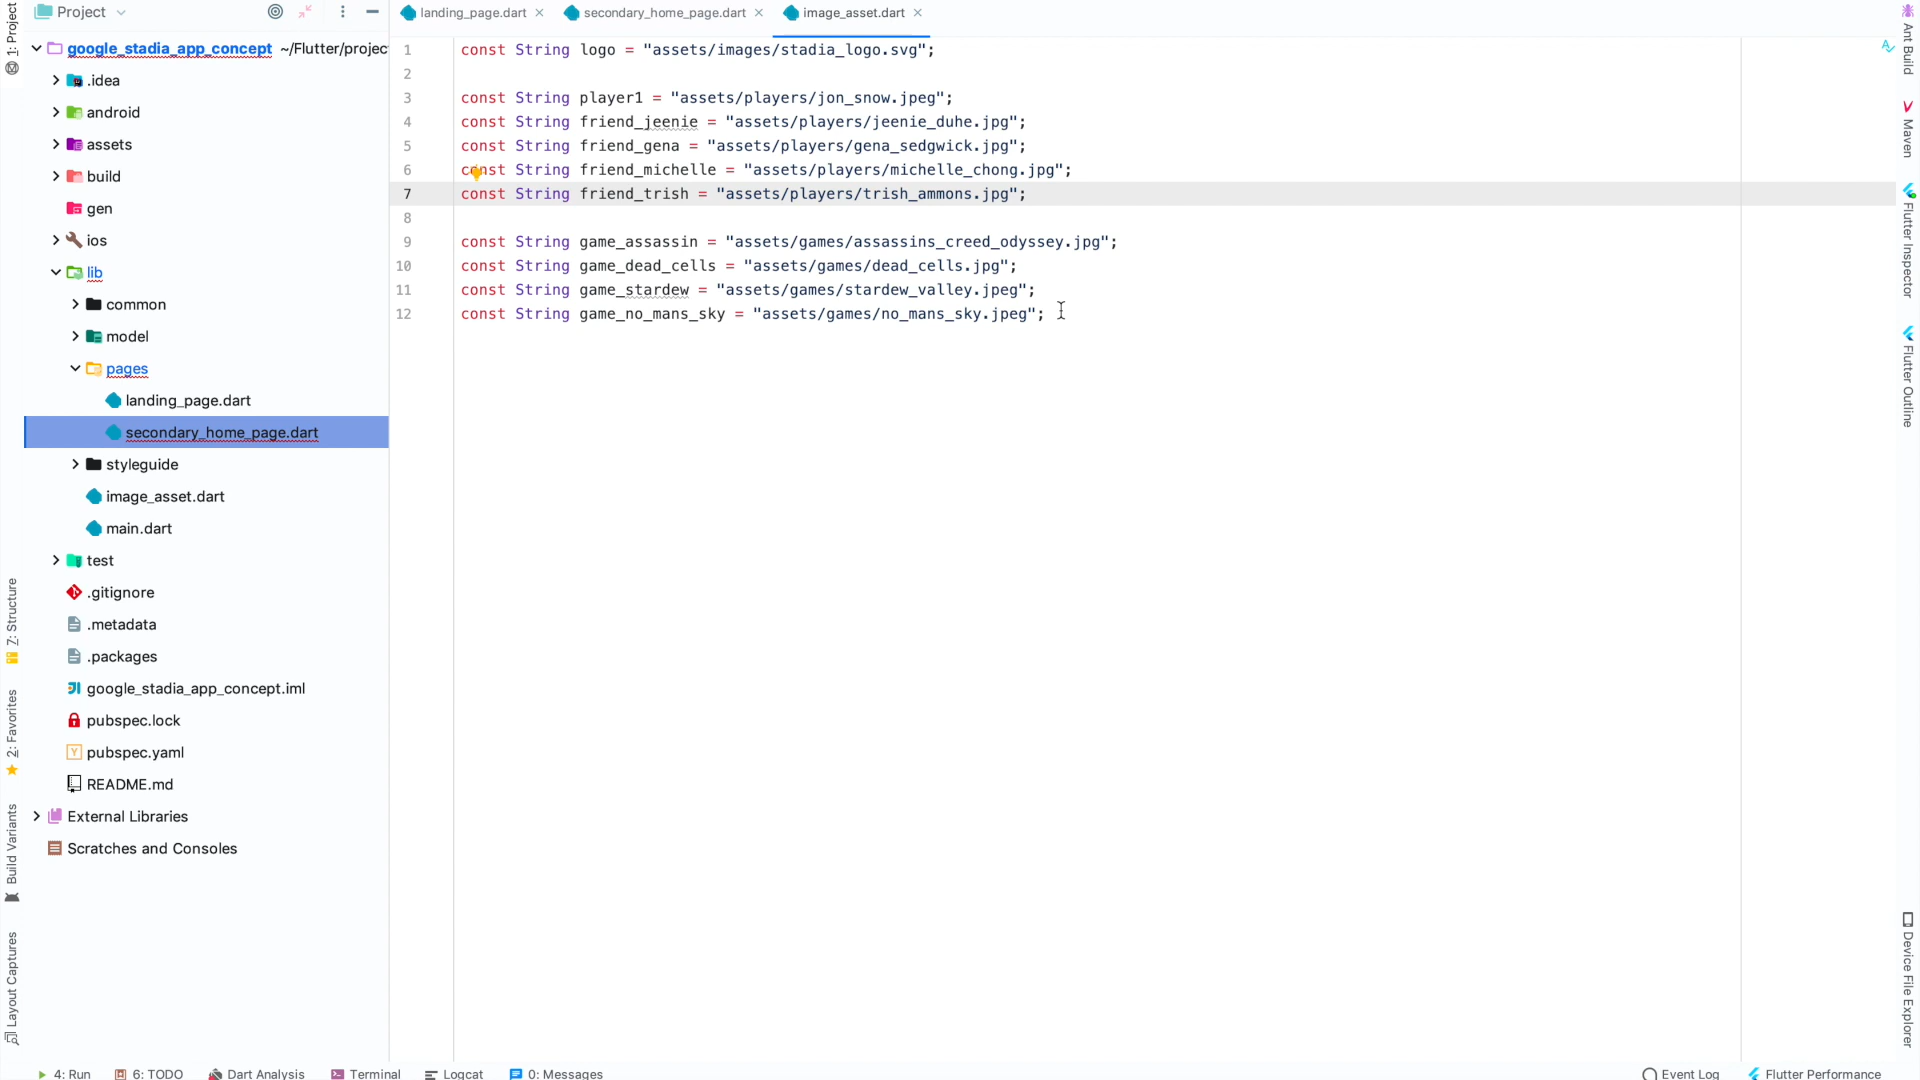 Project
landing_page.dart
secondary_home_page.dart
image_asset.dart
google_stadia_app_concept ~/Flutter/projec
.idea
android
assets
build
gen
ios
lib
common
model
pages
landing_page.dart
secondary_home_page.dart
styleguide
image_asset.dart
main.dart
test
.gitignore
.metadata
.packages
google_stadia_app_concept.iml
pubspec.lock
pubspec.yaml
README.md
External Libraries
Scratches and Consoles
1 const String logo = "assets/images/stadia_logo.svg";
2
3 const String player1 = "assets/players/jon_snow.jpeg";
4 const String friend_jeenie = "assets/players/jeenie_duhe.jpg";
5 const String friend_gena = "assets/players/gena_sedgwick.jpg";
6 const String friend_michelle = "assets/players/michelle_chong.jpg";
7 const String friend_trish = "assets/players/trish_ammons.jpg";
8
9 const String game_assassin = "assets/games/assassins_creed_odyssey.jpg";
10 const String game_dead_cells = "assets/games/dead_cells.jpg";
11 const String game_stardew = "assets/games/stardew_valley.jpeg";
12 const String game_no_mans_sky = "assets/games/no_mans_sky.jpeg";
1: Project
7: Structure
2: Favorites
Build Variants
Layout Captures
Ant Build
Maven
Flutter Inspector
Flutter Outline
Device File Explorer
4: Run
6: TODO
Dart Analysis
Terminal
Logcat
0: Messages
Event Log
Flutter Performance